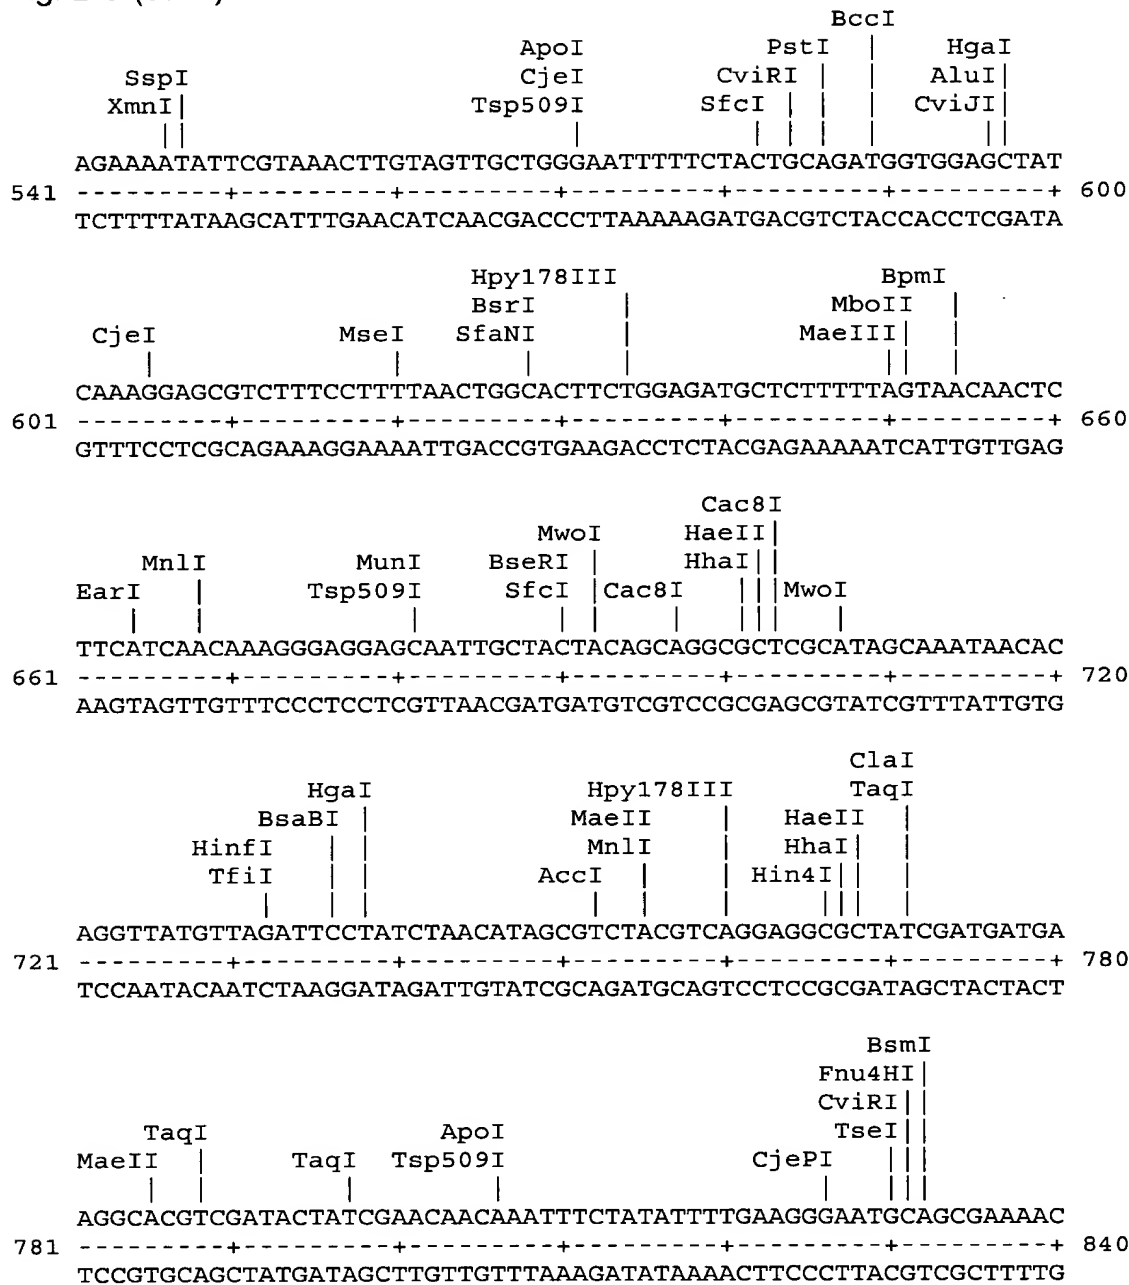 BccI
ApoI PstI | HgaI
SspI CjeI CviRI | | AluI|
XmnI| Tsp509I SfcI | | | CviJI|
AGAAAATATTCGTAAACTTGTAGTTGCTGGGAATTTTTCTACTGCAGATGGTGGAGCTAT
541 ---------+---------+---------+---------+---------+---------+ 600
TCTTTTATAAGCATTTGAACATCAACGACCCTTAAAAAGATGACGTCTACCACCTCGATA
Hpy178III BpmI
BsrI | MboII |
CjeI MseI SfaNI | MaeIII| |
CAAAGGAGCGTCTTTCCTTTTAACTGGCACTTCTGGAGATGCTCTTTTTAGTAACAACTC
601 ---------+---------+---------+---------+---------+---------+ 660
GTTTCCTCGCAGAAAGGAAAATTGACCGTGAAGACCTCTACGAGAAAAATCATTGTTGAG
Cac8I
MwoI HaeII|
MnlI MunI BseRI | HhaI||
EarI | Tsp509I SfcI |Cac8I |||MwoI
TTCATCAACAAAGGGAGGAGCAATTGCTACTACAGCAGGCGCTCGCATAGCAAATAACAC
661 ---------+---------+---------+---------+---------+---------+ 720
AAGTAGTTGTTTCCCTCCTCGTTAACGATGATGTCGTCCGCGAGCGTATCGTTTATTGTG
ClaI
HgaI Hpy178III TaqI
BsaBI | MaeII | HaeII |
HinfI | | MnlI | HhaI| |
TfiI | | AccI | | Hin4I|| |
AGGTTATGTTAGATTCCTATCTAACATAGCGTCTACGTCAGGAGGCGCTATCGATGATGA
721 ---------+---------+---------+---------+---------+---------+ 780
TCCAATACAATCTAAGGATAGATTGTATCGCAGATGCAGTCCTCCGCGATAGCTACTACT
BsmI
Fnu4HI|
CviRI||
TaqI ApoI TseI||
MaeII | TaqI Tsp509I CjePI |||
AGGCACGTCGATACTATCGAACAACAAATTTCTATATTTTGAAGGGAATGCAGCGAAAAC
781 ---------+---------+---------+---------+---------+---------+ 840
TCCGTGCAGCTATGATAGCTTGTTGTTTAAAGATATAAAACTTCCCTTACGTCGCTTTTG